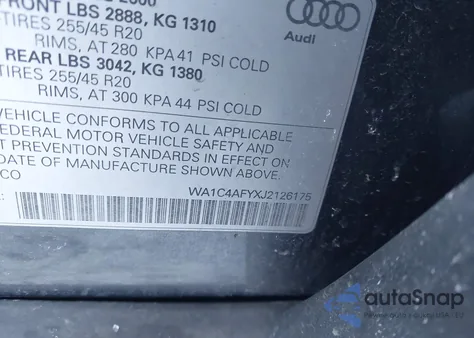 FRONT LBS 2888, KG 1310
TIRES 255/45 R20
RIMS, AT 280 KPA 41 PSI COLD
REAR LBS 3042, KG 1380
TIRES 255/45 R20
RIMS, AT 300 KPA 44 PSI COLD
Audi
VEHICLE CONFORMS TO ALL APPLICABLE
FEDERAL MOTOR VEHICLE SAFETY AND
T PREVENTION STANDARDS IN EFFECT ON
DATE OF MANUFACTURE SHOWN ABOVE.
CO
WA1C4AFYXJ2126175
autoSnap